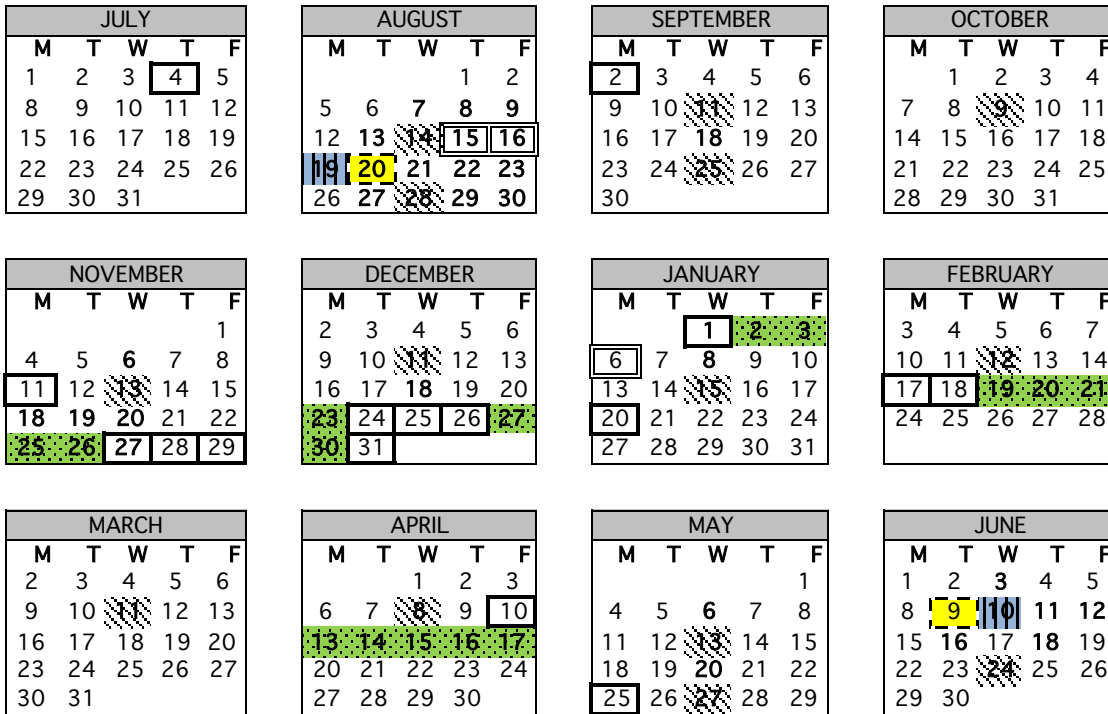 JULY
M T W T F
1 2 3 4 5
8 9 10 11 12
15 16 17 18 19
22 23 24 25 26
29 30 31
AUGUST
M T W T F
1 2
5 6 7 8 9
12 13 14 15 16
19 20 21 22 23
26 27 28 29 30
SEPTEMBER
M T W T F
2 3 4 5 6
9 10 11 12 13
16 17 18 19 20
23 24 25 26 27
30
OCTOBER
M T W T F
1 2 3 4
7 8 9 10 11
14 15 16 17 18
21 22 23 24 25
28 29 30 31
NOVEMBER
M T W T F
1
4 5 6 7 8
11 12 13 14 15
18 19 20 21 22
25 26 27 28 29
DECEMBER
M T W T F
2 3 4 5 6
9 10 11 12 13
16 17 18 19 20
23 24 25 26 27
30 31
JANUARY
M T W T F
1 2 3
6 7 8 9 10
13 14 15 16 17
20 21 22 23 24
27 28 29 30 31
FEBRUARY
M T W T F
3 4 5 6 7
10 11 12 13 14
17 18 19 20 21
24 25 26 27 28
MARCH
M T W T F
2 3 4 5 6
9 10 11 12 13
16 17 18 19 20
23 24 25 26 27
30 31
APRIL
M T W T F
1 2 3
6 7 8 9 10
13 14 15 16 17
20 21 22 23 24
27 28 29 30
MAY
M T W T F
1
4 5 6 7 8
11 12 13 14 15
18 19 20 21 22
25 26 27 28 29
JUNE
M T W T F
1 2 3 4 5
8 9 10 11 12
15 16 17 18 19
22 23 24 25 26
29 30